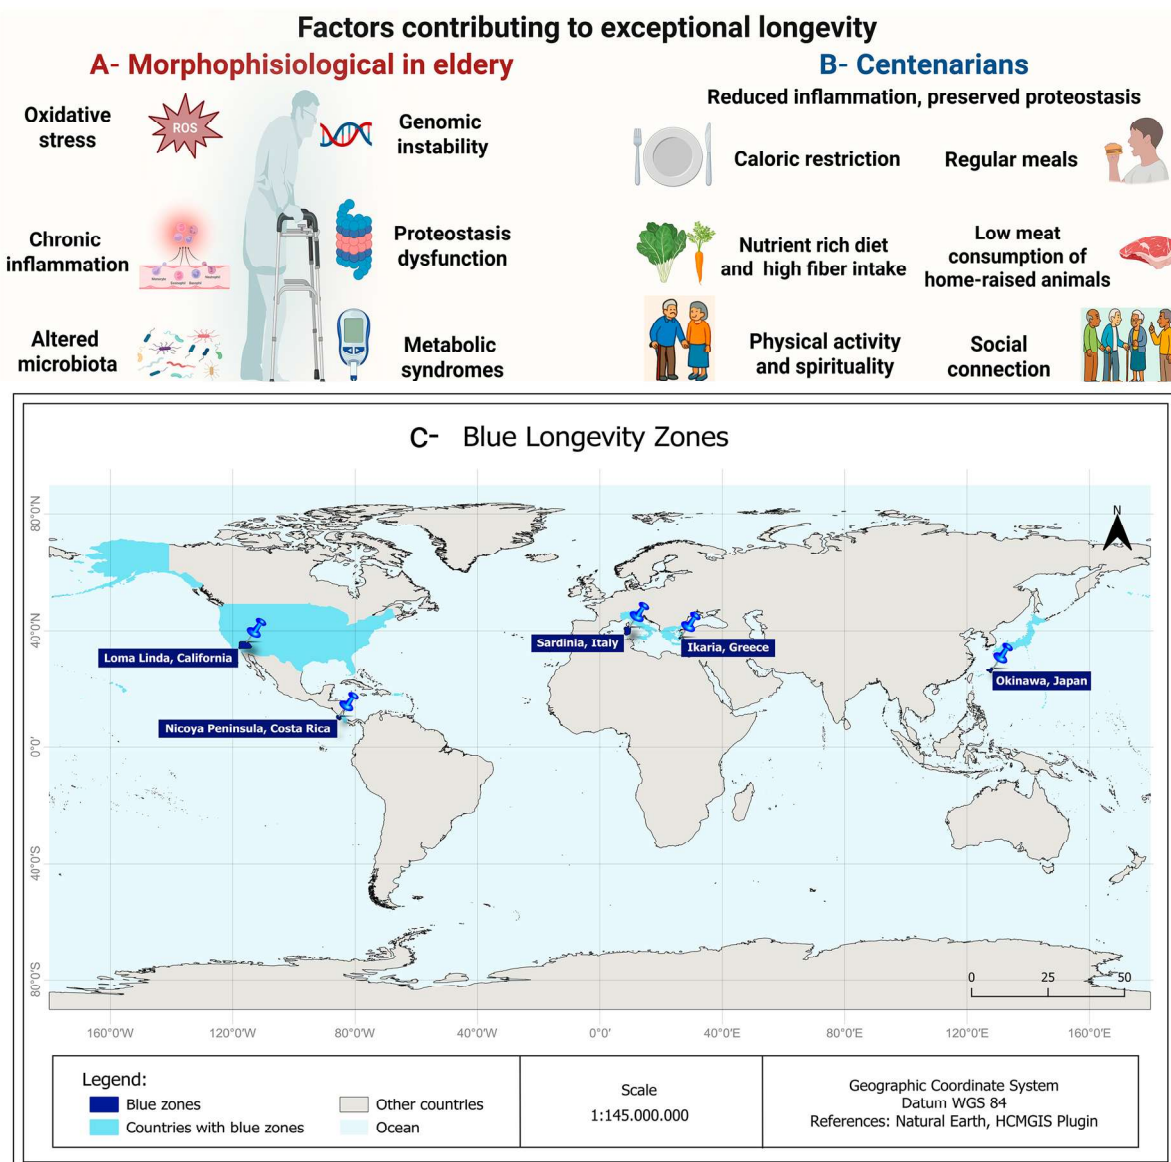 Factors contributing to exceptional longevity
A- Morphophisiological in eldery
Oxidative
stress
ROS
Genomic
instability
Chronic
inflammation
Proteostasis
dysfunction
Altered
microbiota
Metabolic
syndromes
B- Centenarians
Reduced inflammation, preserved proteostasis
Caloric restriction
Regular meals
Nutrient rich diet
and high fiber intake
Low meat
consumption of
home-raised animals
Physical activity
and spirituality
Social
connection
C- Blue Longevity Zones
N
80°0'N
40°0'N
0°0'
40°0'S
80°0'S
Loma Linda, California
Nicoya Peninsula, Costa Rica
Sardinia, Italy
Ikaria, Greece
Okinawa, Japan
0 25 50
160°0'W 120°0'W 80°0'W 40°0'W 0°0' 40°0'E 80°0'E 120°0'E 160°0'E
Legend:
Blue zones
Countries with blue zones
Other countries
Ocean
Scale
1:145.000.000
Geographic Coordinate System
Datum WGS 84
References: Natural Earth, HCMGIS Plugin